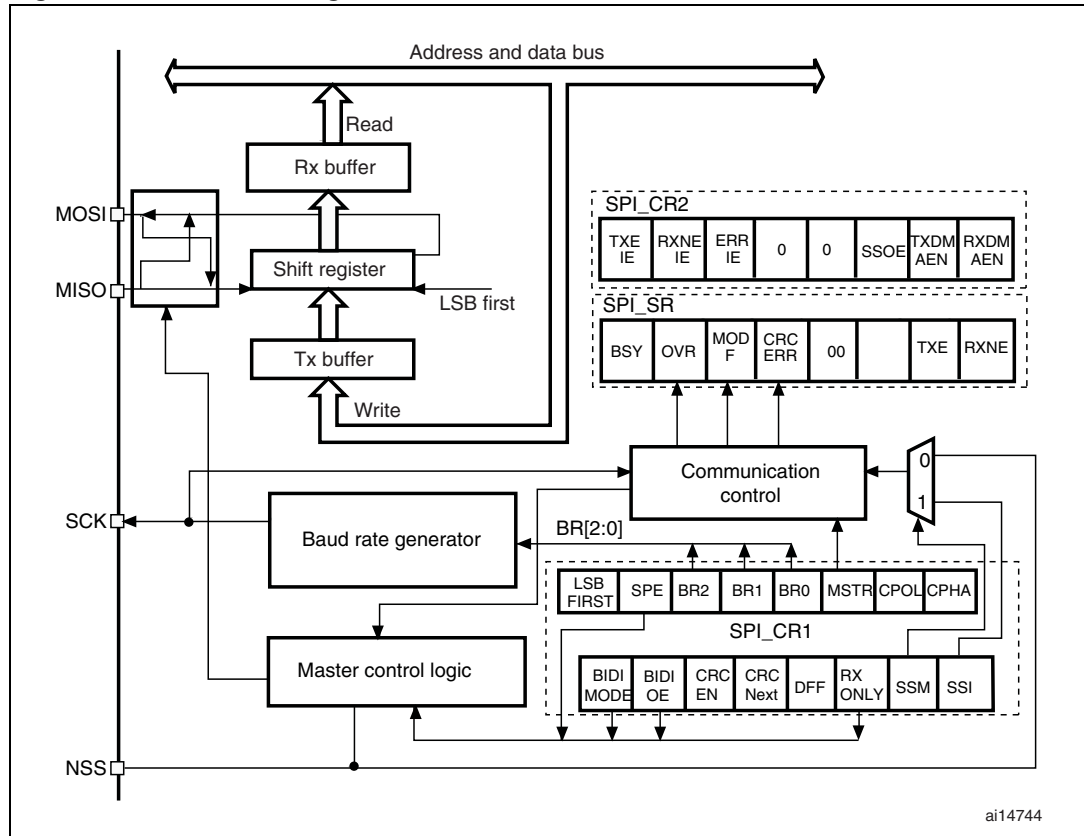 Address and data bus
Read
Rx buffer
MOSI
SPI_CR2
TXE
IE
RXNE
IE
ERR
IE
0
0
SSOE
TXDM
AEN
RXDM
AEN
Shift register
MISO
LSB first
SPI_SR
BSY
OVR
MOD
F
CRC
ERR
00
TXE
RXNE
Tx buffer
Write
Communication
control
0
1
SCK
Baud rate generator
BR[2:0]
LSB
FIRST
SPE
BR2
BR1
BR0
MSTR
CPOL
CPHA
SPI_CR1
Master control logic
BIDI
MODE
BIDI
OE
CRC
EN
CRC
Next
DFF
RX
ONLY
SSM
SSI
NSS
ai14744